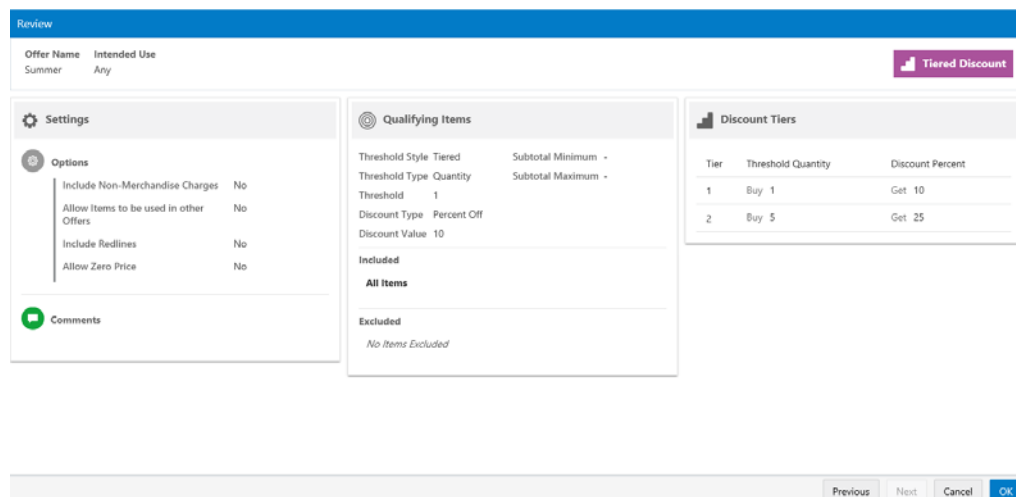 Review
Offer Name Intended Use
Summer Any
Tiered Discount
Settings
Options
Include Non-Merchandise Charges No
Allow Items to be used in other No
Offers
Include Redlines No
Allow Zero Price No
Comments
Qualifying Items
Threshold Style Tiered Subtotal Minimum -
Threshold Type Quantity Subtotal Maximum -
Threshold 1
Discount Type Percent Off
Discount Value 10
Included
All Items
Excluded
No Items Excluded
Discount Tiers
Tier Threshold Quantity Discount Percent
1 Buy 1 Get 10
2 Buy 5 Get 25
Previous Next Cancel OK